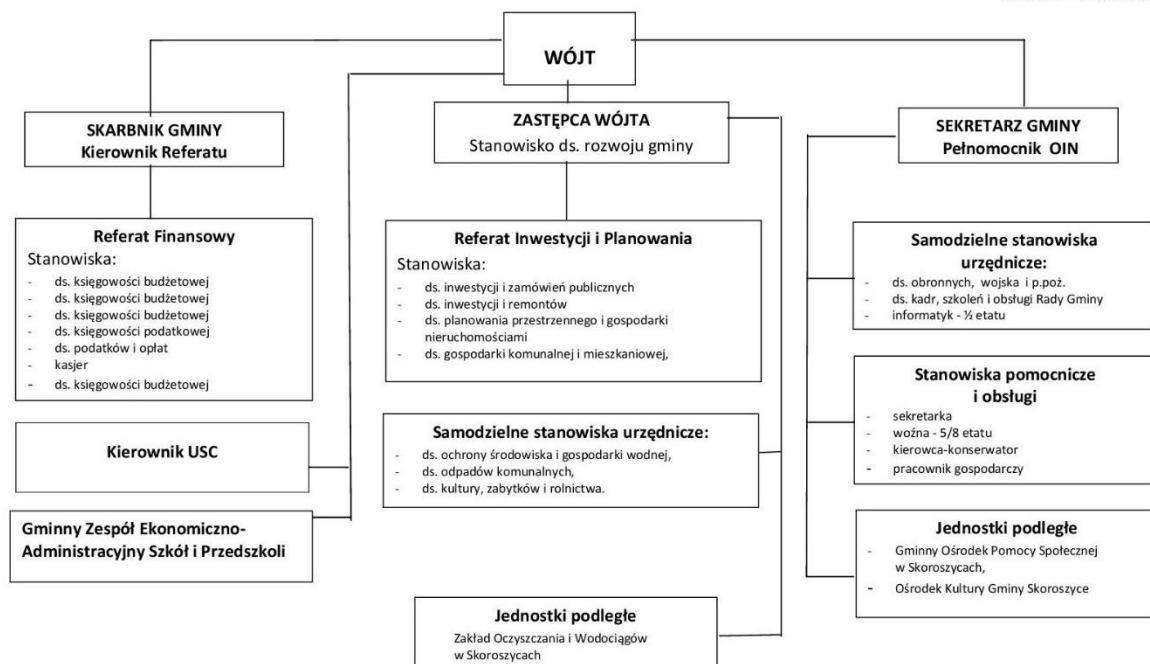 WÓJT
SKARBNIK GMINY
Kierownik Referatu
ZASTĘPCA WÓJTA
Stanowisko ds. rozwoju gminy
SEKRETARZ GMINY
Pełnomocnik OIN
Referat Finansowy
Stanowiska:
- ds. księgowości budżetowej
- ds. księgowości budżetowej
- ds. księgowości budżetowej
- ds. księgowości podatkowej
- ds. podatków i opłat
- kasjer
- ds. księgowości budżetowej
Kierownik USC
Gminny Zespół Ekonomiczno-
Administracyjny Szkół i Przedszkoli
Referat Inwestycji i Planowania
Stanowiska:
- ds. inwestycji i zamówień publicznych
- ds. inwestycji i remontów
- ds. planowania przestrzennego i gospodarki
nieruchomościami
- ds. gospodarki komunalnej i mieszkaniowej,
Samodzielne stanowiska urzędnicze:
- ds. ochrony środowiska i gospodarki wodnej,
- ds. odpadów komunalnych,
- ds. kultury, zabytków i rolnictwa.
Jednostki podległe
Zakład Oczyszczania i Wodociągów
w Skoroszycach
Samodzielne stanowiska
urzędnicze:
- ds. obronnych, wojska i p.poż.
- ds. kadr, szkoleń i obsługi Rady Gminy
- informatyk - ½ etatu
Stanowiska pomocnicze
i obsługi
- sekretarka
- woźna - 5/8 etatu
- kierowca-konserwator
- pracownik gospodarczy
Jednostki podległe
- Gminny Ośrodek Pomocy Społecznej
w Skoroszycach,
- Ośrodek Kultury Gminy Skoroszyce